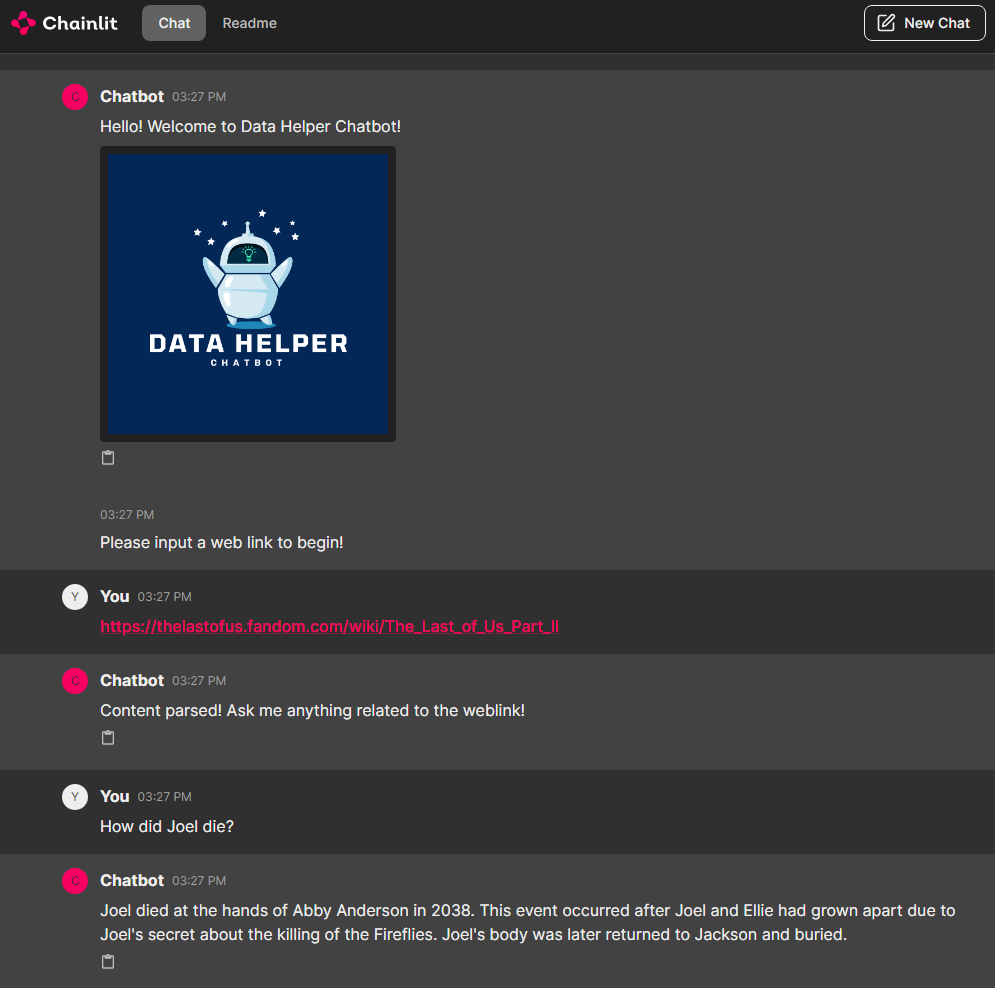 Chainlit Chat Readme New Chat
C Chatbot 03:27 PM
Hello! Welcome to Data Helper Chatbot!
DATA HELPER
CHATBOT
03:27 PM
Please input a web link to begin!
Y You 03:27 PM
https://thelastofus.fandom.com/wiki/The_Last_of_Us_Part_II
C Chatbot 03:27 PM
Content parsed! Ask me anything related to the weblink!
Y You 03:27 PM
How did Joel die?
C Chatbot 03:27 PM
Joel died at the hands of Abby Anderson in 2038. This event occurred after Joel and Ellie had grown apart due to
Joel's secret about the killing of the Fireflies. Joel's body was later returned to Jackson and buried.